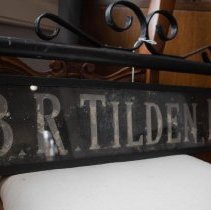 B. R. TILDEN.